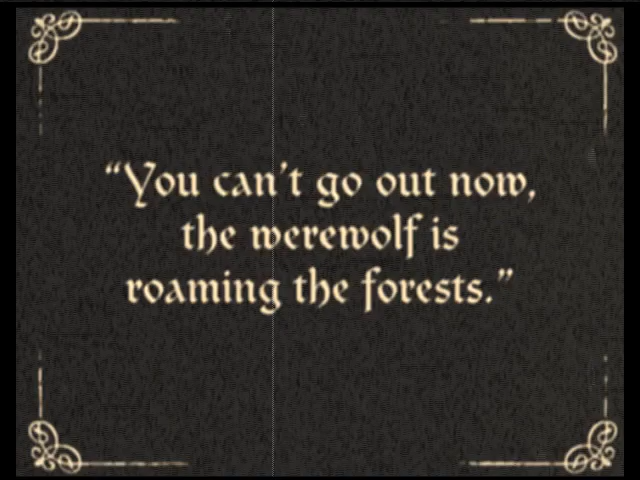 “You can’t go out now,
the werewolf is
roaming the forests.”